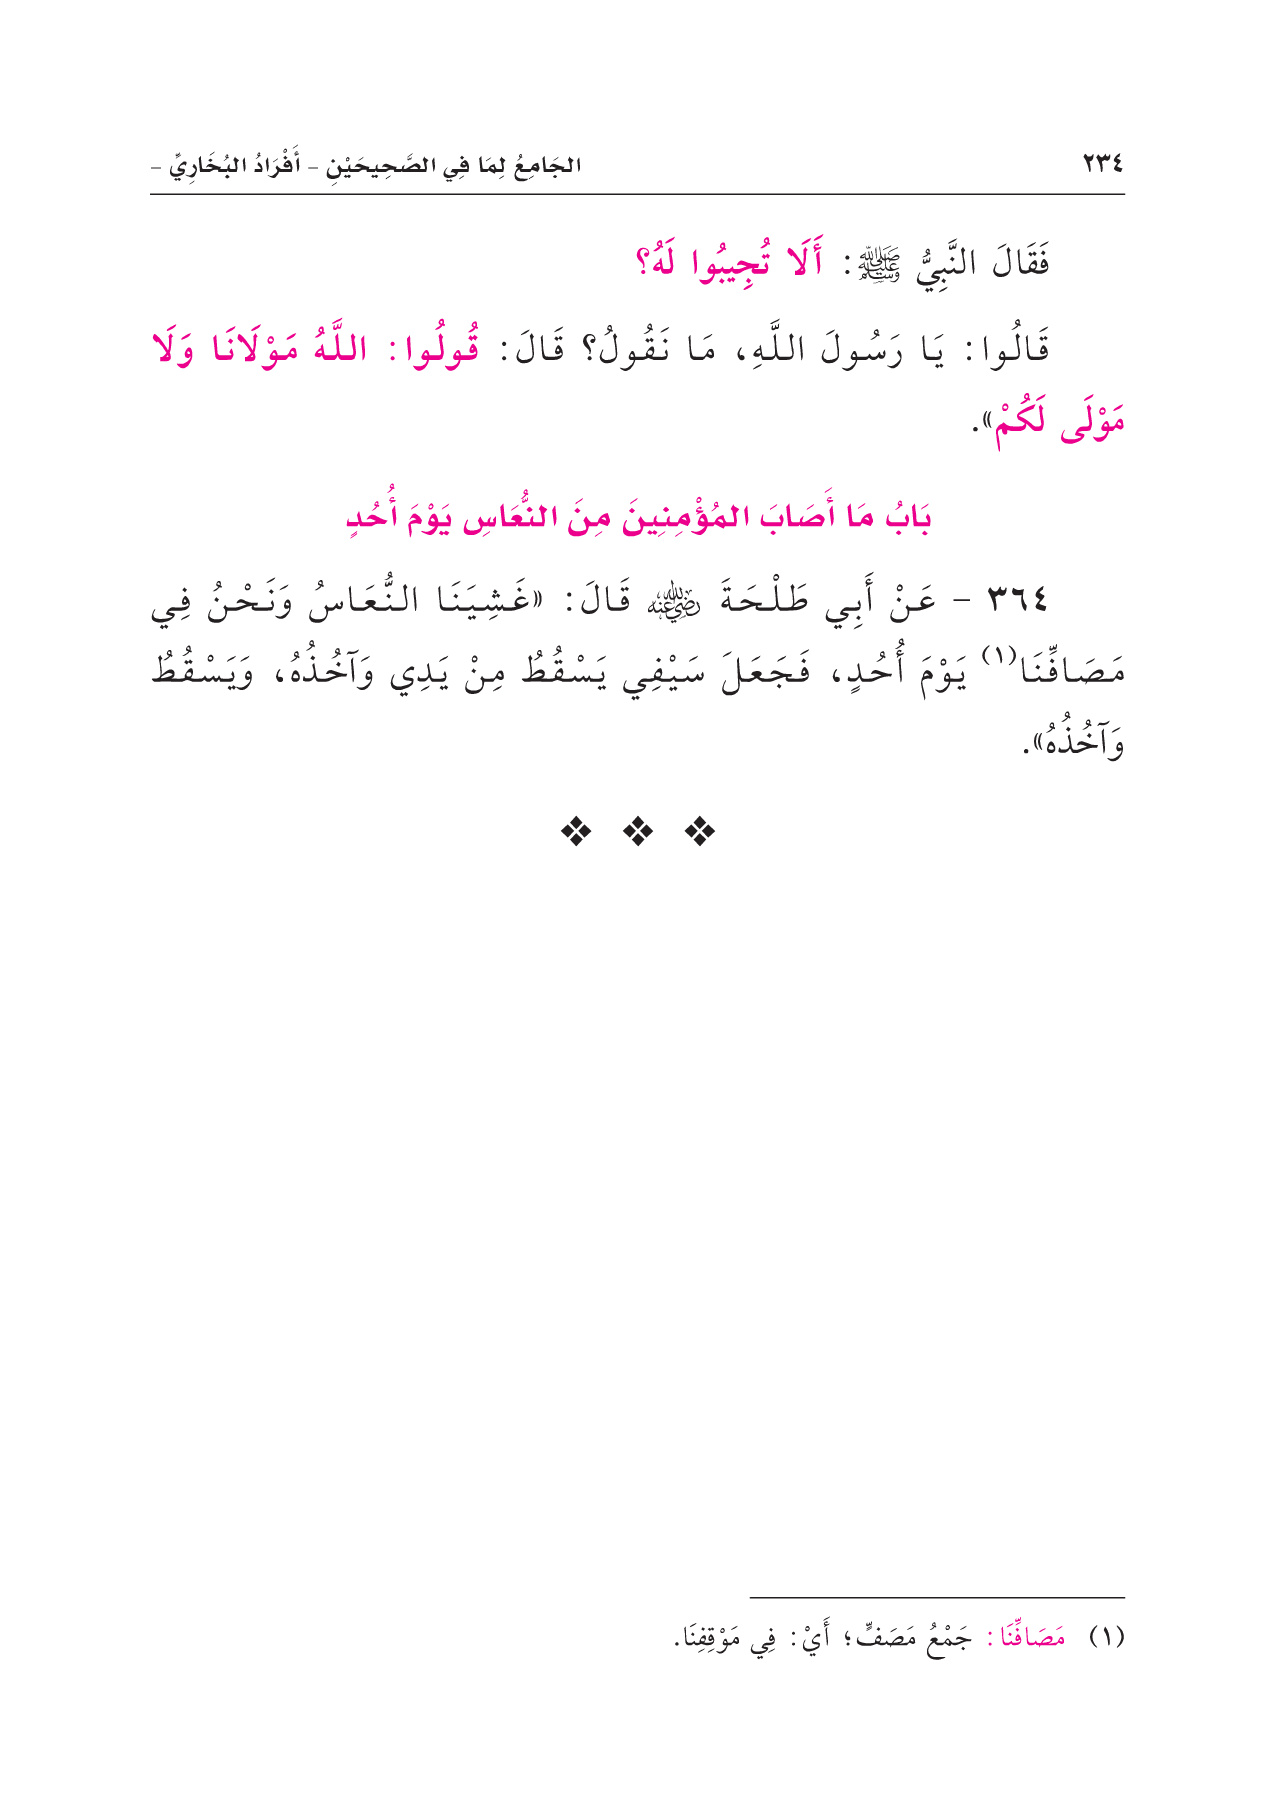 ٢٣٤ الجَامِعُ لِمَا فِي الصَّحِيحَيْنِ – أَفْرَادُ البُخَارِيِّ –
فَقَالَ النَّبِيُّ ﷺ: أَلَا تُجِيبُوا لَهُ؟
قَالُوا: يَا رَسُولَ اللَّهِ، مَا نَقُولُ؟ قَالَ: قُولُوا: اللَّهُ مَوْلَانَا وَلَا
مَوْلَى لَكُمْ».
بَابُ مَا أَصَابَ المُؤْمِنِينَ مِنَ النُّعَاسِ يَوْمَ أُحُدٍ
٣٦٤ – عَنْ أَبِي طَلْحَةَ رضي الله عنه قَالَ: «غَشِيَنَا النُّعَاسُ وَنَحْنُ فِي
مَصَافِّنَا(١) يَوْمَ أُحُدٍ، فَجَعَلَ سَيْفِي يَسْقُطُ مِنْ يَدِي وَآخُذُهُ، وَيَسْقُطُ
وَآخُذُهُ».
(١) مَصَافِّنَا: جَمْعُ مَصَفٍّ؛ أَيْ: فِي مَوْقِفِنَا.